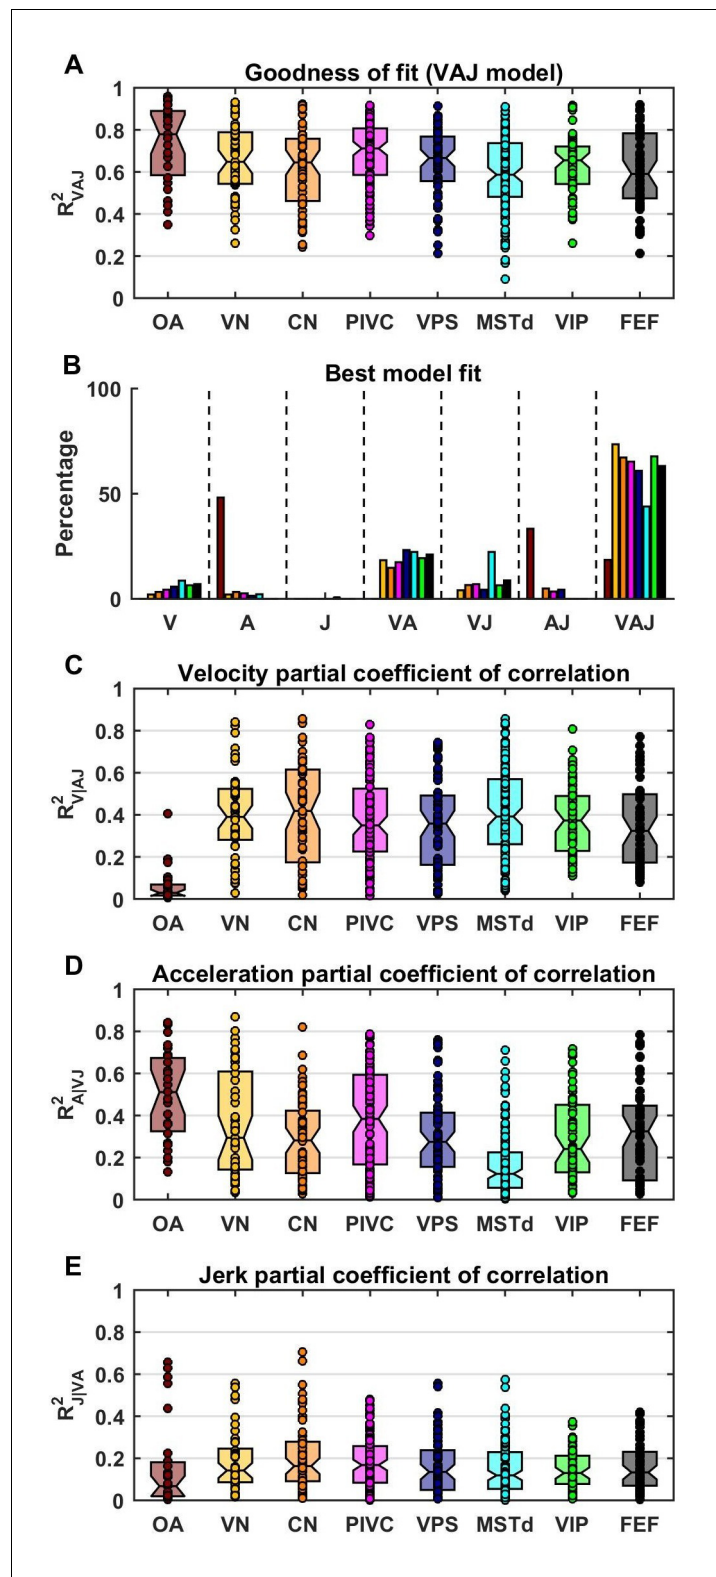 A
Goodness of fit (VAJ model)
1
0.8
0.6
0.4
0.2
0
R²VAJ
OA VN CN PIVC VPS MSTd VIP FEF
B
Best model fit
100
50
0
Percentage
V A J VA VJ AJ VAJ
C
Velocity partial coefficient of correlation
1
0.8
0.6
0.4
0.2
0
R²V|AJ
OA VN CN PIVC VPS MSTd VIP FEF
D
Acceleration partial coefficient of correlation
1
0.8
0.6
0.4
0.2
0
R²A|VJ
OA VN CN PIVC VPS MSTd VIP FEF
E
Jerk partial coefficient of correlation
1
0.8
0.6
0.4
0.2
0
R²J|VA
OA VN CN PIVC VPS MSTd VIP FEF